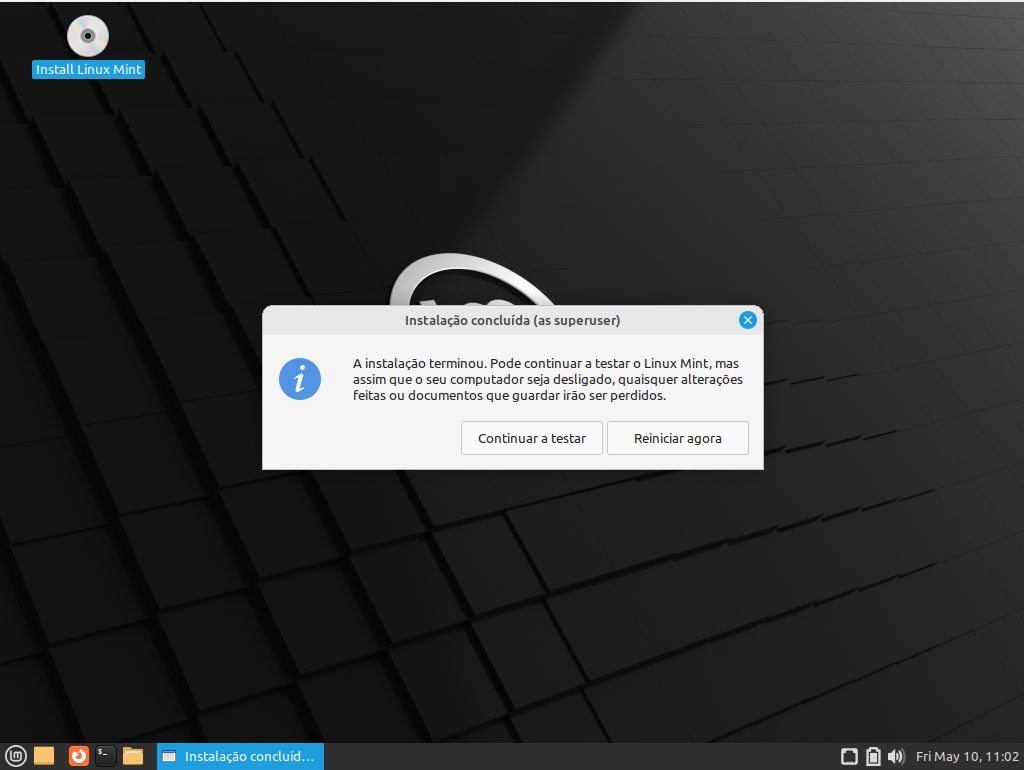 Install Linux Mint
Instalação concluída (as superuser)
A instalação terminou. Pode continuar a testar o Linux Mint, mas
assim que o seu computador seja desligado, quaisquer alterações
feitas ou documentos que guardar irão ser perdidos.
Continuar a testar
Reiniciar agora
$_
Instalação concluíd...
Fri May 10, 11:02